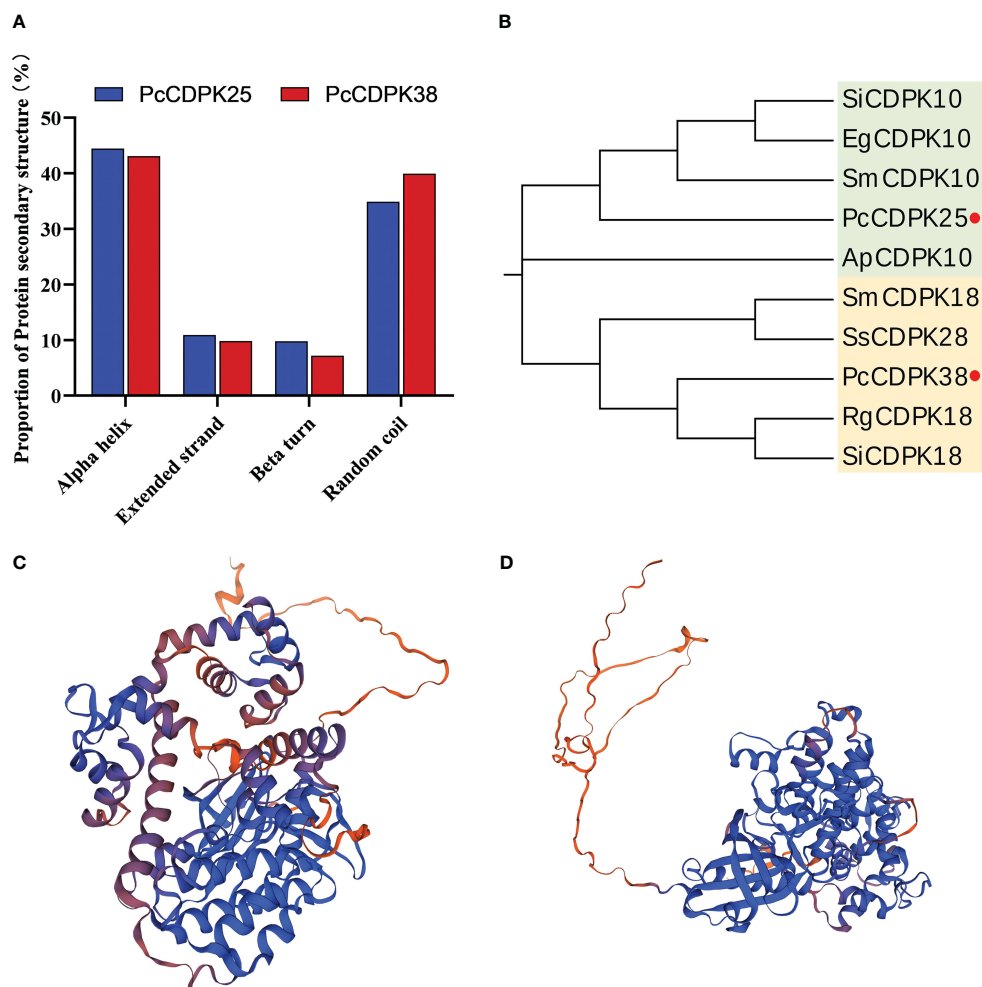 A
B
Proportion of Protein secondary structure (%)
PcCDPK25
PcCDPK38
50
40
30
20
10
0
Alpha helix
Extended strand
Beta turn
Random coil
SiCDPK10
EgCDPK10
SmCDPK10
PcCDPK25
ApCDPK10
SmCDPK18
SsCDPK28
PcCDPK38
RgCDPK18
SiCDPK18
C
D